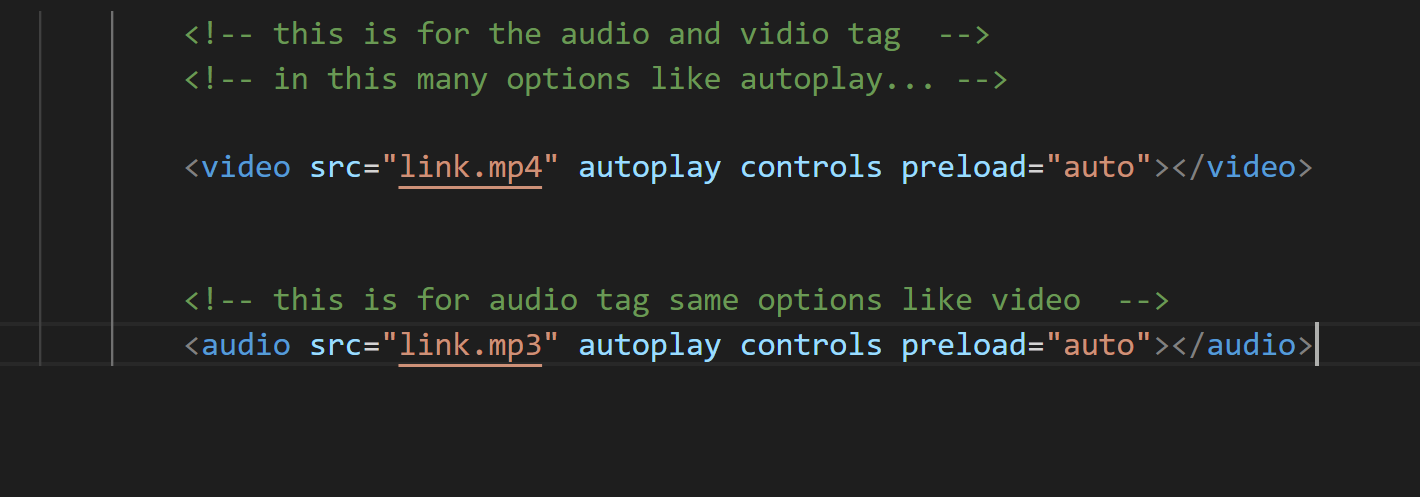 <!-- this is for the audio and vidio tag  -->
<!-- in this many options like autoplay... -->
<video src="link.mp4" autoplay controls preload="auto"></video>
<!-- this is for audio tag same options like video  -->
<audio src="link.mp3" autoplay controls preload="auto"></audio>